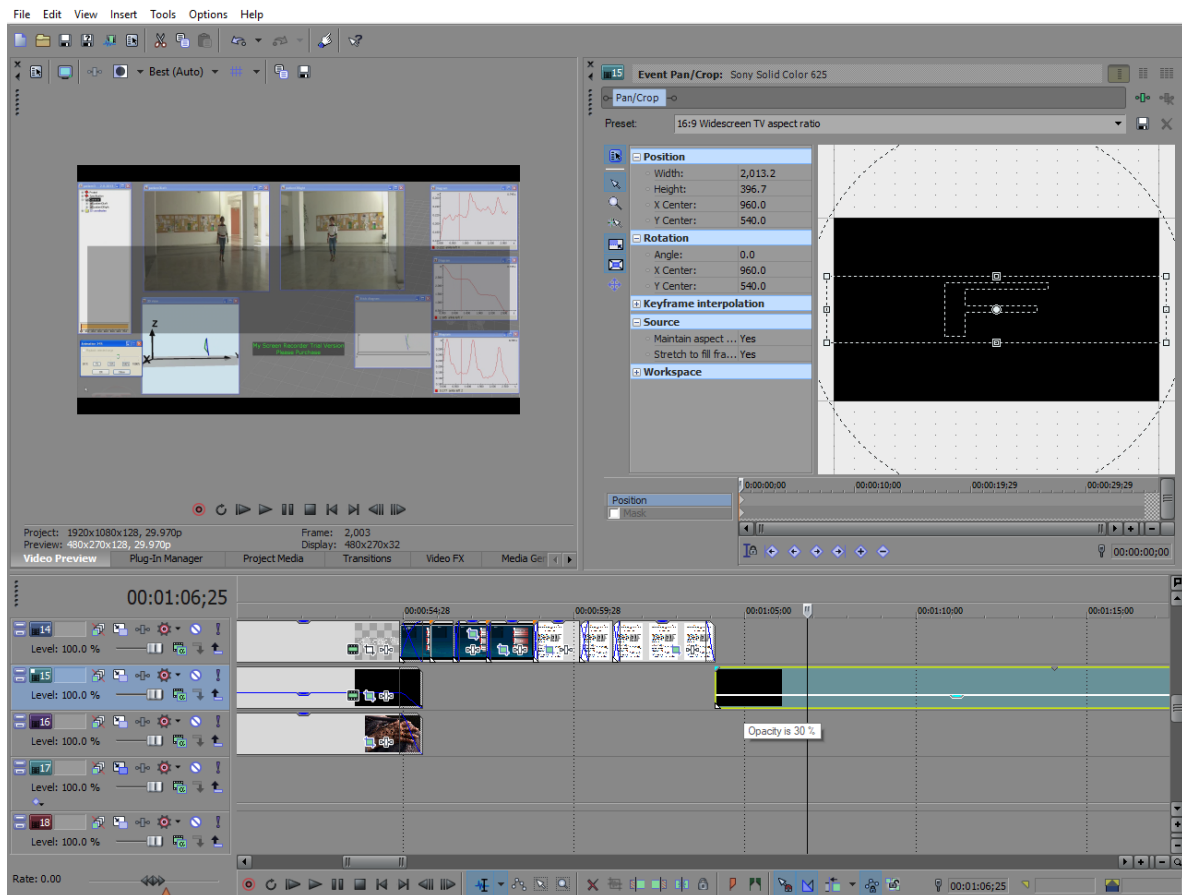 File Edit View Insert Tools Options Help
Best (Auto)
15 Event Pan/Crop: Sony Solid Color 625
Pan/Crop
Preset: 16:9 Widescreen TV aspect ratio
Position
Width: 2,013.2
Height: 396.7
X Center: 960.0
Y Center: 540.0
Rotation
Angle: 0.0
X Center: 960.0
Y Center: 540.0
Keyframe interpolation
Source
Maintain aspect ... Yes
Stretch to fill fra... Yes
Workspace
My Screen Recorder Trial Version
Please Purchase
Z
X
0:00:00;00 00:00:10;00 00:00:19;29 00:00:29;29
Position
Mask
00:00:00;00
Project: 1920x1080x128, 29.970p
Frame: 2,003
Preview: 480x270x128, 29.970p
Display: 480x270x32
Video Preview Plug-In Manager Project Media Transitions Video FX Media Ger
00:01:06;25
00:00:54:28 00:00:59:28 00:01:05:00 00:01:10:00 00:01:15:00
14
Level: 100.0 %
15
Level: 100.0 %
16
Level: 100.0 %
17
Level: 100.0 %
18
Level: 100.0 %
Opacity is 30 %
Rate: 0.00
00:01:06;25